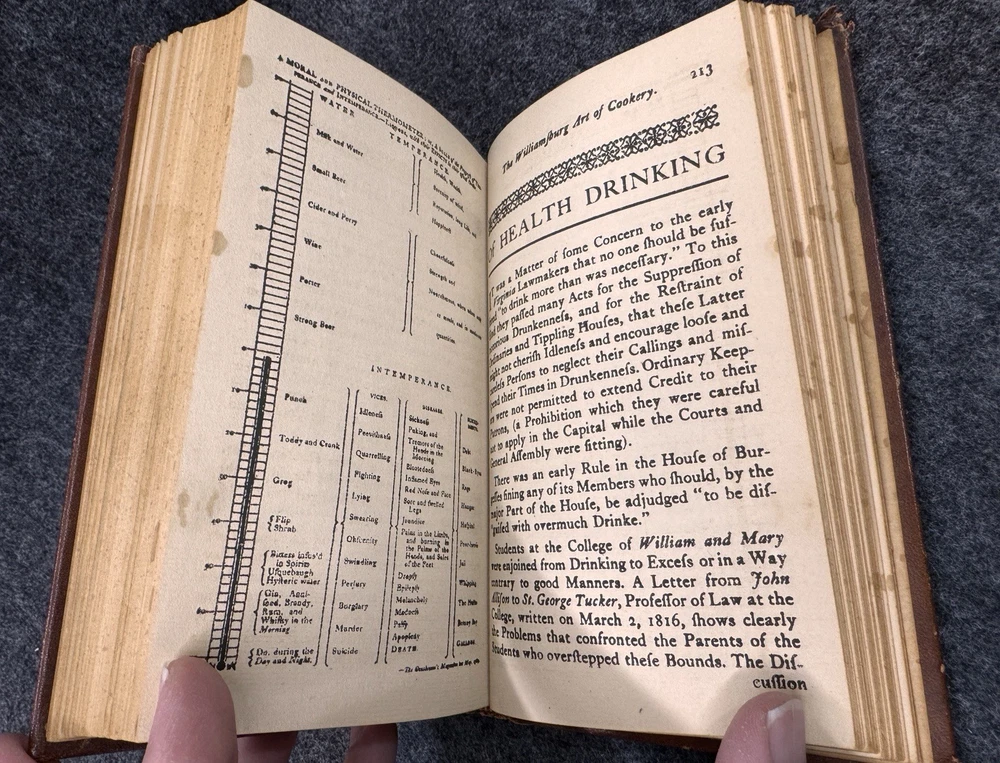 A MORAL AND PHYSICAL THERMOMETER
PERANCE and INTEMPERANCE—Liquors, with
WATER
TEMPERANCE
Milk and Water
Health, Wealth,
Serenity of mind,
Small Beer
Reputation, long Life, and
Happiness
Cider and Perry
Cheerfulness
Wine
Strength and
Porter
Nourishment, when taken only
at meals, and in moderate
Strong Beer
quantities.
INTEMPERANCE.
VICES.
DISEASES.
Punch
Idleness
Sickness
Peevishness
Puking, and
Tremors of the
Hands in the
Morning
Debt
Toddy and Crank
Quarrelling
Bloatedness
Black-Eyes
Grog
Fighting
Inflamed Eyes
Rags
Red Nose and Face
Lying
Sore and swelled
Legs
Hunger
{ Flip
Shrub
Swearing
Jaundice
Hospital
Obscenity
Pains in the Limbs,
and burning in
the Palms of the
Hands, and Soles
of the Feet
Poor-house
{ Bitters infus'd
in Spirits
Usquebaugh
Hysteric water
Swindling
Dropsy
Jail
Perjury
Epilepsy
Whipping
{ Gin, Ani-
seed, Brandy,
Rum, and
Whisky in the
Morning
Burglary
Melancholy
Madness
Palsy
Murder
Apoplexy
Botany Bay
{ Do. during the
Day and Night.
Suicide
DEATH.
GALLOWS.
—The Gentleman's Magazine for May,
213
The Williamſburg Art of Cookery.
HEALTH DRINKING
was a Matter of ſome Concern to the early
Virginia Lawmakers that no one ſhould be ſuf-
"to drink more than was neceſſary." To this
they paſſed many Acts for the Suppreſſion of
Drunkenneſs, and for the Reſtraint of
and Tippling Houſes, that theſe Latter
not cheriſh Idleneſs and encourage looſe and
Perſons to neglect their Callings and miſ-
their Times in Drunkenneſs. Ordinary Keep-
were not permitted to extend Credit to their
(a Prohibition which they were careful
to apply in the Capital while the Courts and
General Aſſembly were ſitting).
There was an early Rule in the Houſe of Bur-
fining any of its Members who ſhould, by the
major Part of the Houſe, be adjudged "to be diſ-
with overmuch Drinke."
Students at the College of William and Mary
were enjoined from Drinking to Exceſs or in a Way
contrary to good Manners. A Letter from John
to St. George Tucker, Profeſſor of Law at the
College, written on March 2, 1816, ſhows clearly
the Problems that confronted the Parents of the
Students who overſtepped theſe Bounds. The Diſ-
cuſſion